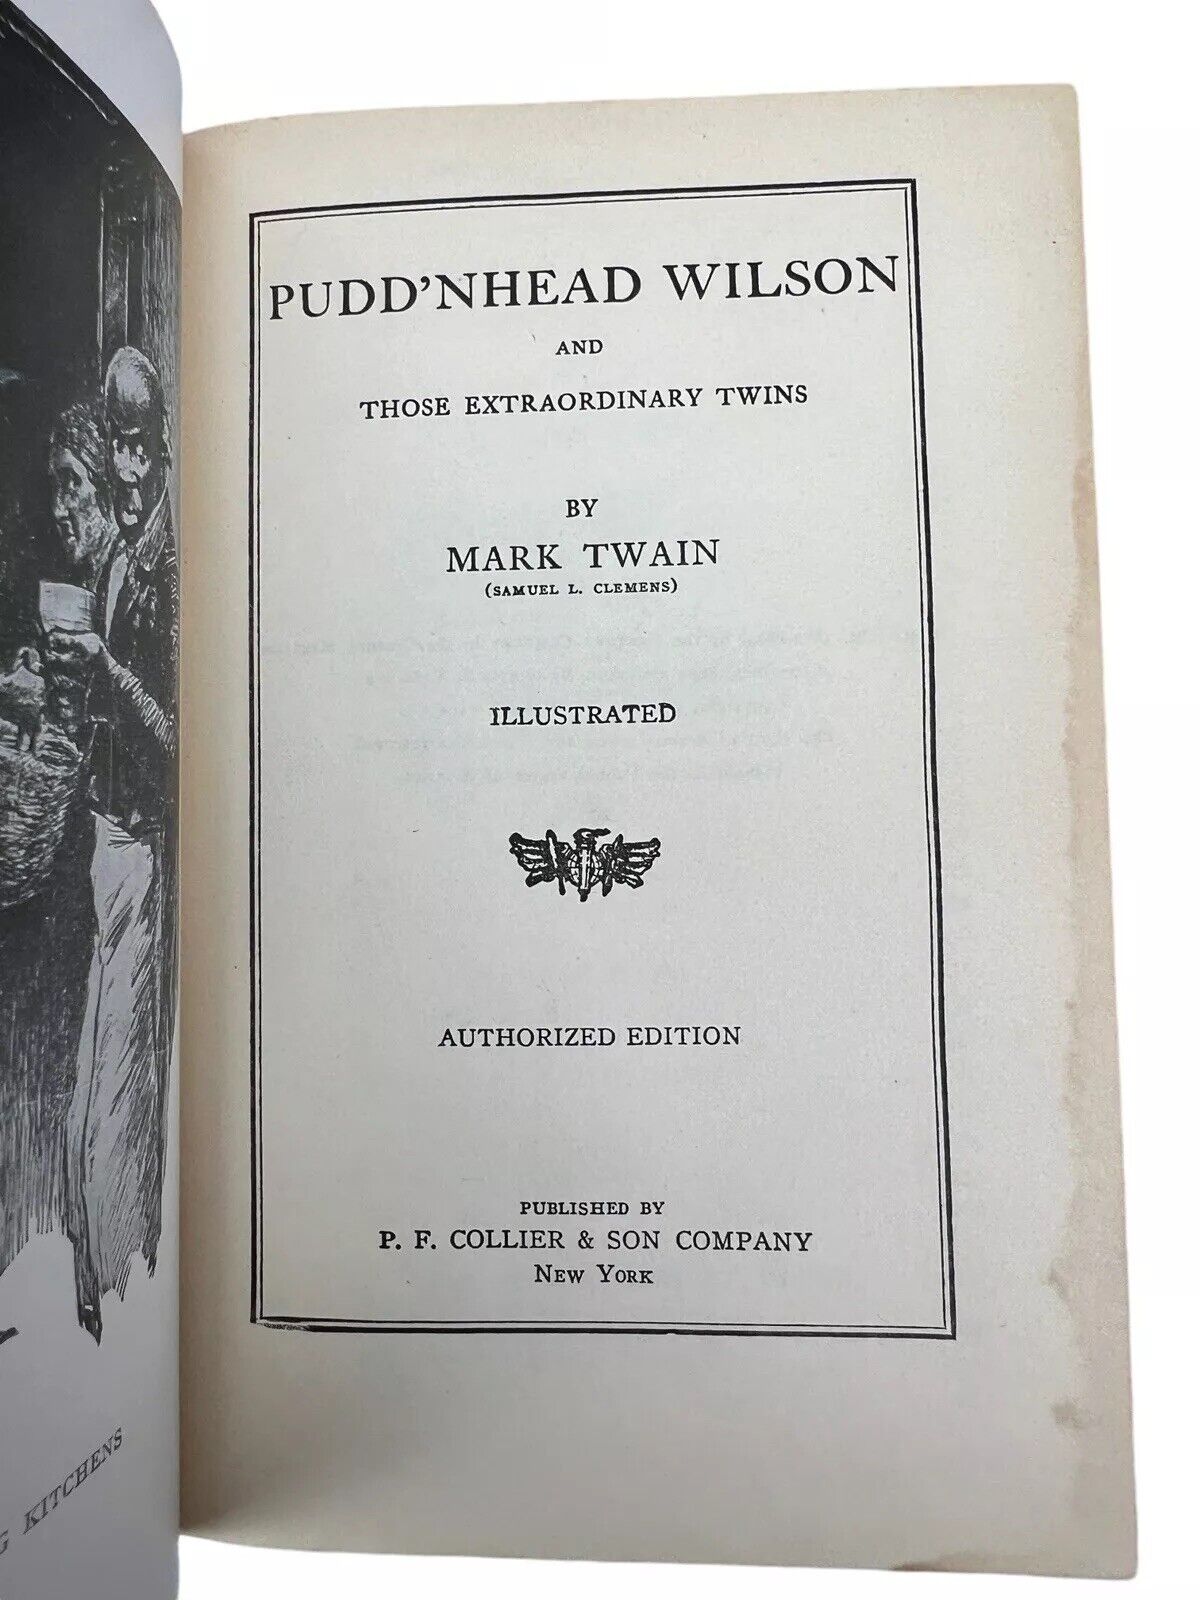 PUDD'NHEAD WILSON
AND
THOSE EXTRAORDINARY TWINS
BY
MARK TWAIN
(SAMUEL L. CLEMENS)
ILLUSTRATED
AUTHORIZED EDITION
PUBLISHED BY
P. F. COLLIER & SON COMPANY
NEW YORK
KITCHENS